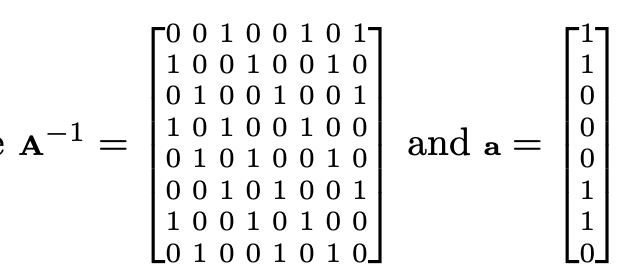 e A⁻¹ = [0 0 1 0 0 1 0 1
1 0 0 1 0 0 1 0
0 1 0 0 1 0 0 1
1 0 1 0 0 1 0 0
0 1 0 1 0 0 1 0
0 0 1 0 1 0 0 1
1 0 0 1 0 1 0 0
0 1 0 0 1 0 1 0] and a = [1
1
0
0
0
1
1
0]